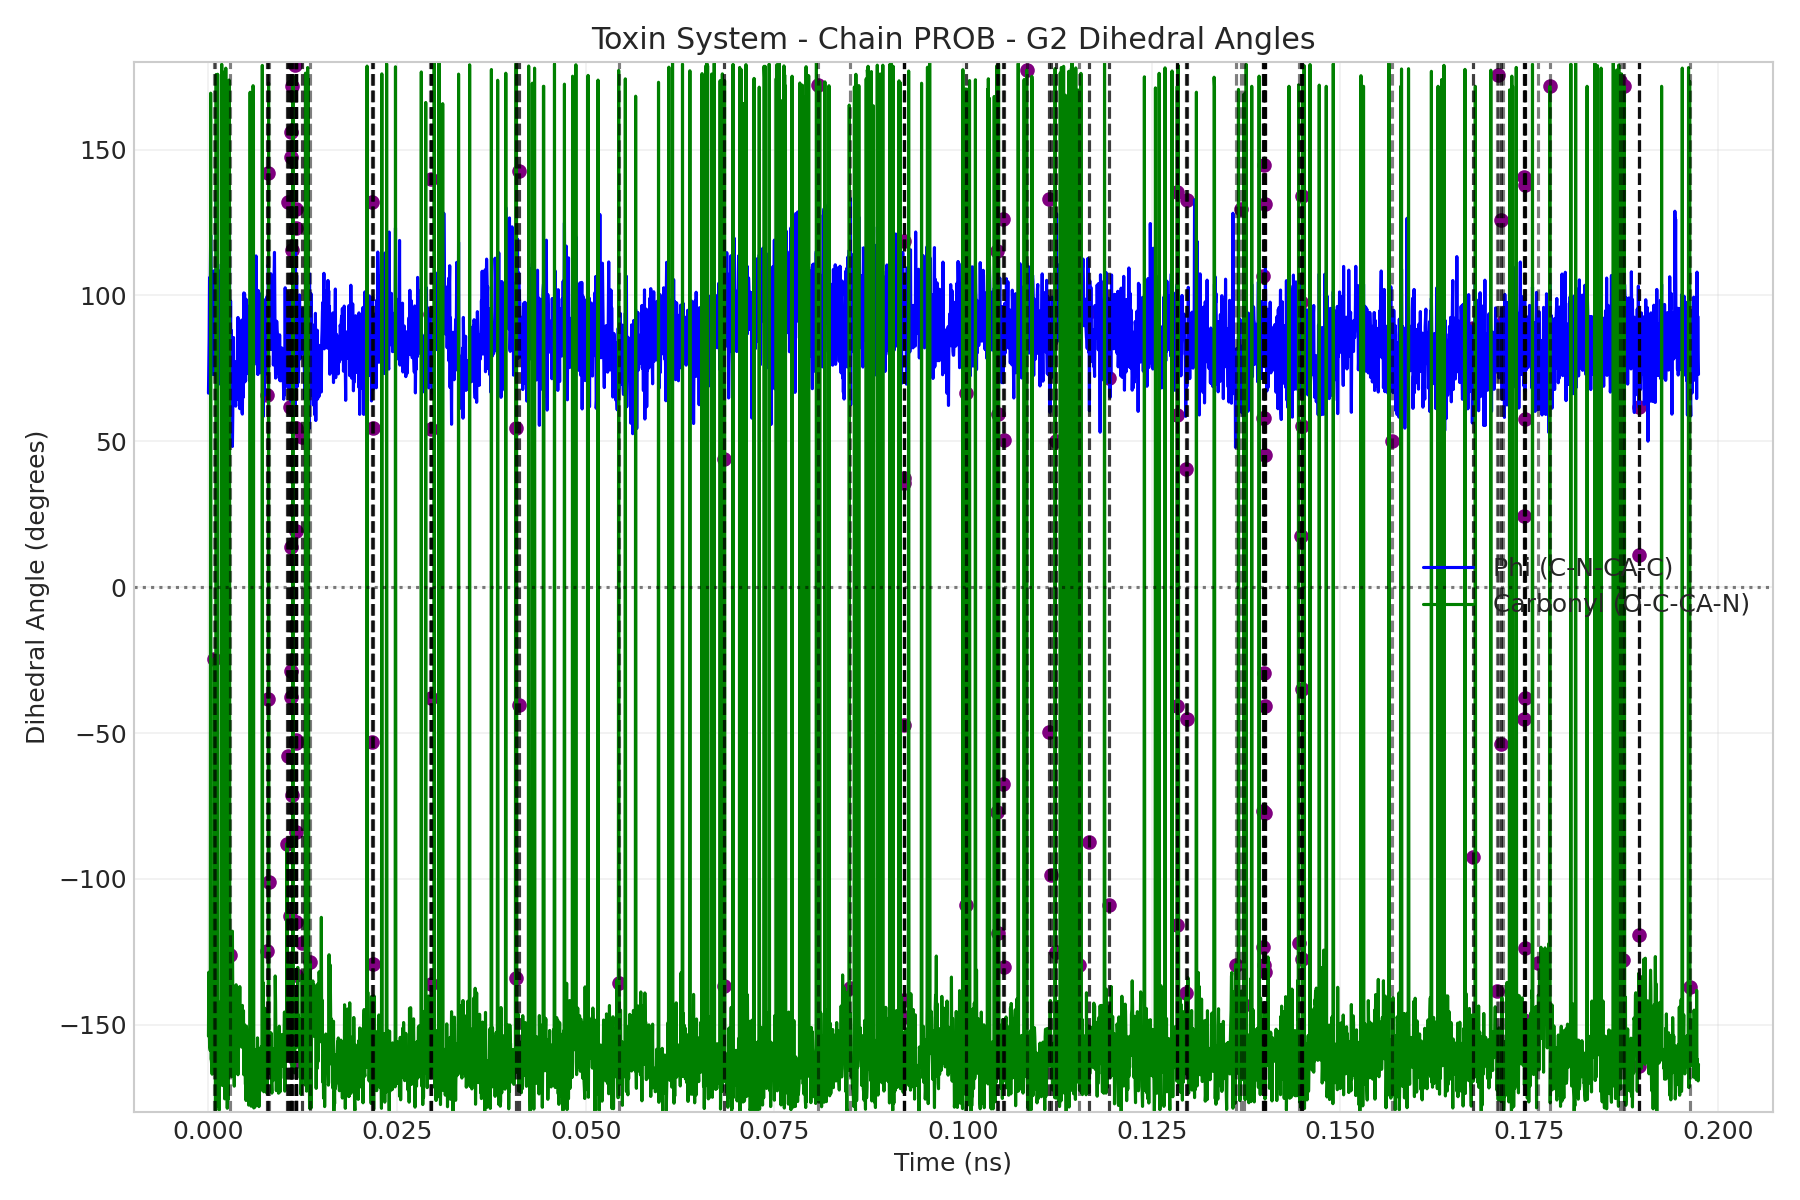 Toxin System - Chain PROB - G2 Dihedral Angles
Dihedral Angle (degrees)
150
100
50
0
−50
−100
−150
Phi (C-N-CA-C)
Carbonyl (O-C-CA-N)
0.000 0.025 0.050 0.075 0.100 0.125 0.150 0.175 0.200
Time (ns)